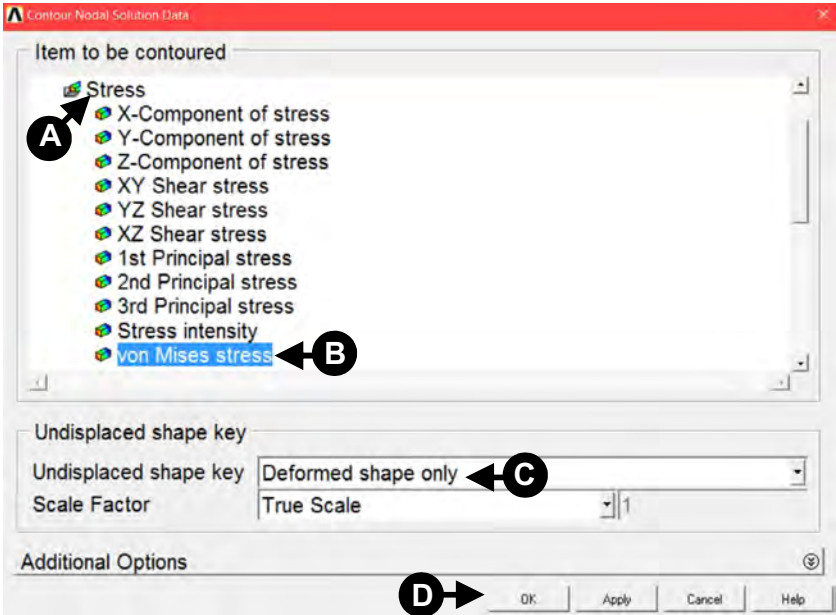 Contour Nodal Solution Data
Item to be contoured
Stress
A
X-Component of stress
Y-Component of stress
Z-Component of stress
XY Shear stress
YZ Shear stress
XZ Shear stress
1st Principal stress
2nd Principal stress
3rd Principal stress
Stress intensity
von Mises stress B
Undisplaced shape key
Undisplaced shape key Deformed shape only C
Scale Factor True Scale 1
Additional Options
D OK Apply Cancel Help